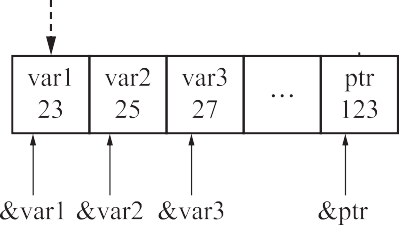 var1 var2 var3 ... ptr
23 25 27 123
&var1 &var2 &var3 &ptr